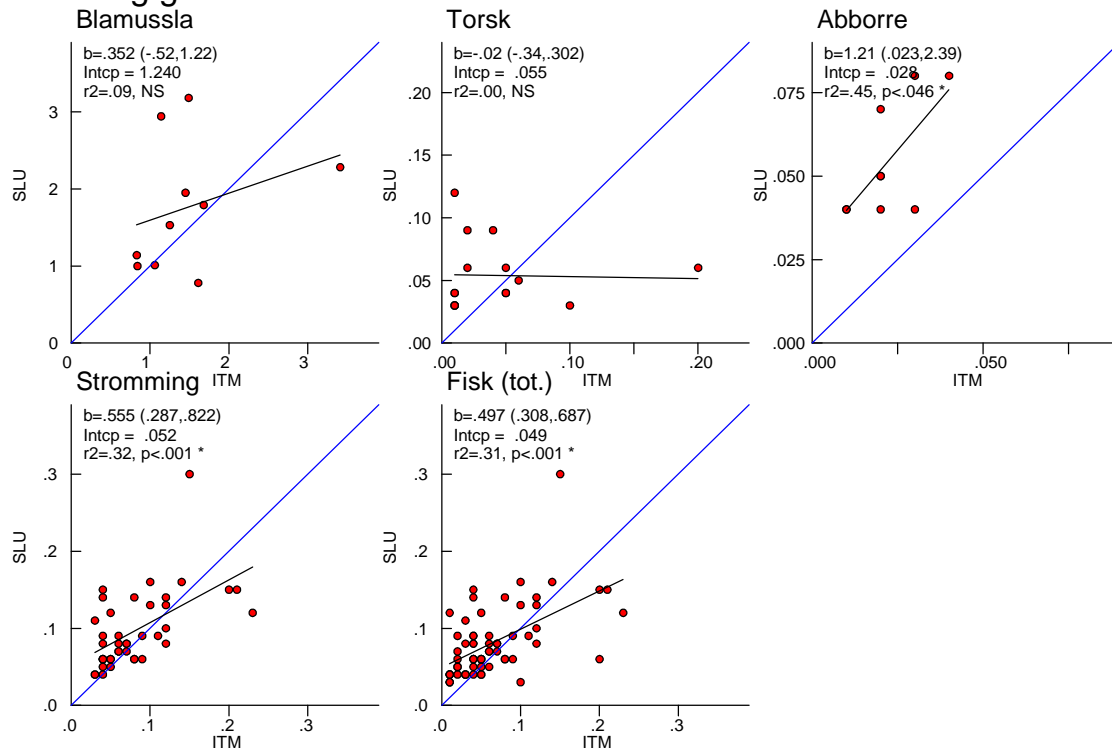 Blamussla
b=.352 (-.52,1.22)
Intcp = 1.240
r2=.09, NS
SLU
3
2
1
0
0 1 2 3
ITM
Torsk
b=-.02 (-.34,.302)
Intcp = .055
r2=.00, NS
SLU
.20
.15
.10
.05
.00
.00 .10 .20
ITM
Abborre
b=1.21 (.023,2.39)
Intcp = .028
r2=.45, p<.046 *
SLU
.075
.050
.025
.000
.000 .050
ITM
Stromming
b=.555 (.287,.822)
Intcp = .052
r2=.32, p<.001 *
SLU
.3
.2
.1
.0
.0 .1 .2 .3
ITM
Fisk (tot.)
b=.497 (.308,.687)
Intcp = .049
r2=.31, p<.001 *
SLU
.3
.2
.1
.0
.0 .1 .2 .3
ITM